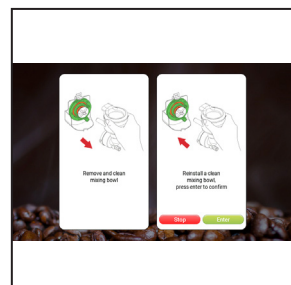 Remove and clean
mixing bowl
Reinstall a clean
mixing bowl,
press enter to confirm
Stop
Enter